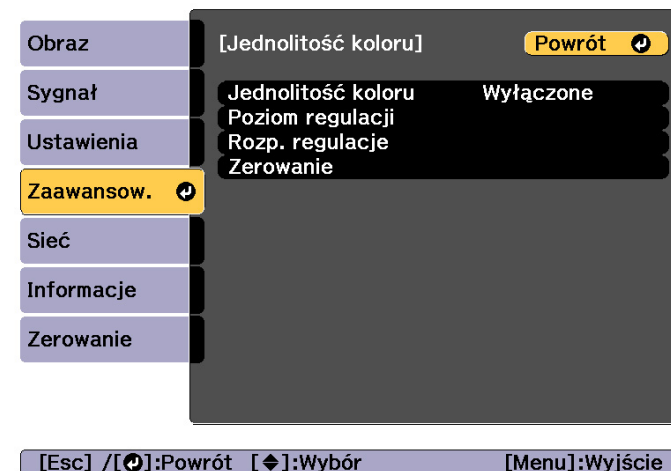 Obraz
Sygnał
Ustawienia
Zaawansow.
Sieć
Informacje
Zerowanie
[Jednolitość koloru] Powrót
Jednolitość koloru Wyłączone
Poziom regulacji
Rozp. regulacje
Zerowanie
[Esc] /[⏎]:Powrót [◆]:Wybór [Menu]:Wyjście